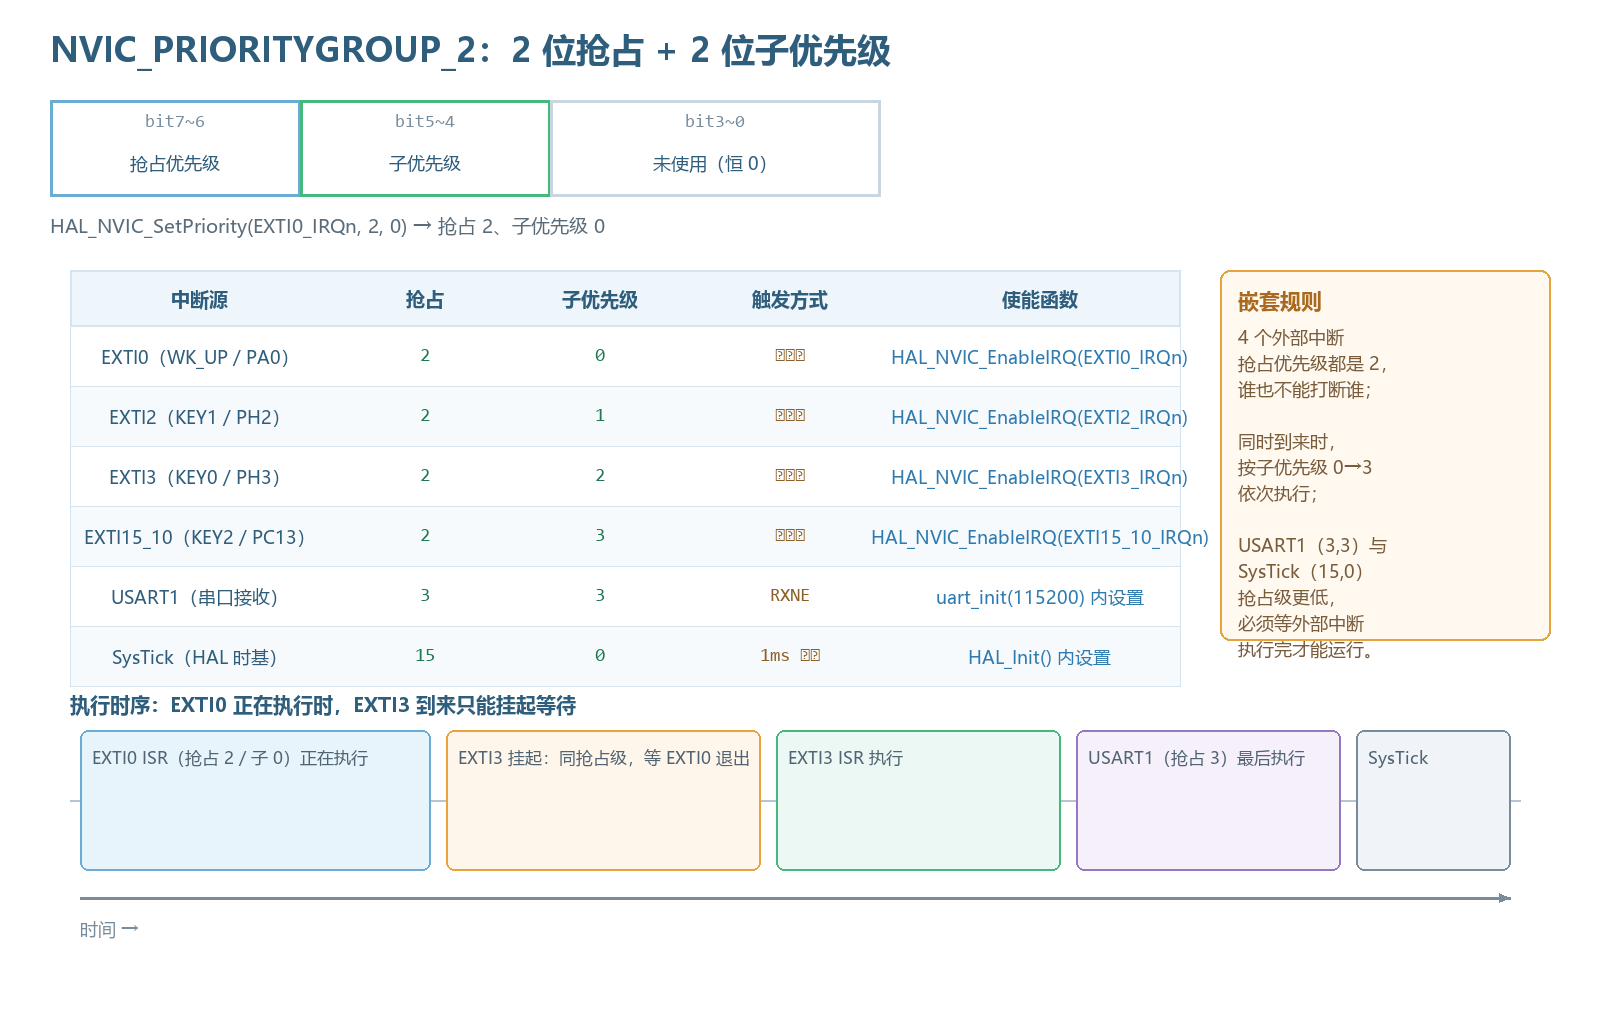 NVIC_PRIORITYGROUP_2：2 位抢占 + 2 位子优先级
bit7~6
bit5~4
bit3~0
抢占优先级
子优先级
未使用（恒 0）
HAL_NVIC_SetPriority(EXTI0_IRQn, 2, 0) → 抢占 2、子优先级 0
中断源 抢占 子优先级 触发方式 使能函数
EXTI0（WK_UP / PA0） 2 0 HAL_NVIC_EnableIRQ(EXTI0_IRQn)
EXTI2（KEY1 / PH2） 2 1 HAL_NVIC_EnableIRQ(EXTI2_IRQn)
EXTI3（KEY0 / PH3） 2 2 HAL_NVIC_EnableIRQ(EXTI3_IRQn)
EXTI15_10（KEY2 / PC13） 2 3 HAL_NVIC_EnableIRQ(EXTI15_10_IRQn)
USART1（串口接收） 3 3 RXNE uart_init(115200) 内设置
SysTick（HAL 时基） 15 0 1ms HAL_Init() 内设置
嵌套规则
4 个外部中断
抢占优先级都是 2，
谁也不能打断谁；
同时到来时，
按子优先级 0→3
依次执行；
USART1（3,3）与
SysTick（15,0）
抢占级更低，
必须等外部中断
执行完才能运行。
执行时序：EXTI0 正在执行时，EXTI3 到来只能挂起等待
EXTI0 ISR（抢占 2 / 子 0）正在执行
EXTI3 挂起：同抢占级，等 EXTI0 退出
EXTI3 ISR 执行
USART1（抢占 3）最后执行
SysTick
时间 →